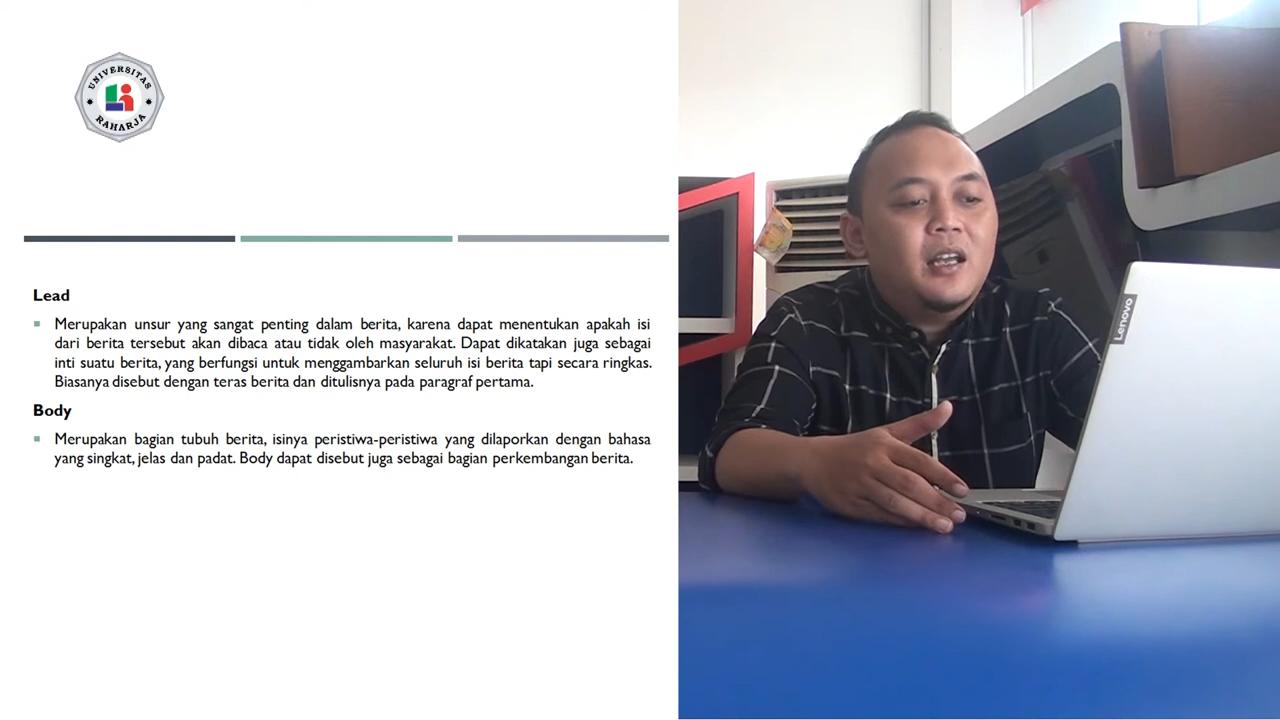 UNIVERSITAS
RAHARJA
Lead
Merupakan unsur yang sangat penting dalam berita, karena dapat menentukan apakah isi
dari berita tersebut akan dibaca atau tidak oleh masyarakat. Dapat dikatakan juga sebagai
inti suatu berita, yang berfungsi untuk menggambarkan seluruh isi berita tapi secara ringkas.
Biasanya disebut dengan teras berita dan ditulisnya pada paragraf pertama.
Body
Merupakan bagian tubuh berita, isinya peristiwa-peristiwa yang dilaporkan dengan bahasa
yang singkat, jelas dan padat. Body dapat disebut juga sebagai bagian perkembangan berita.
Lenovo